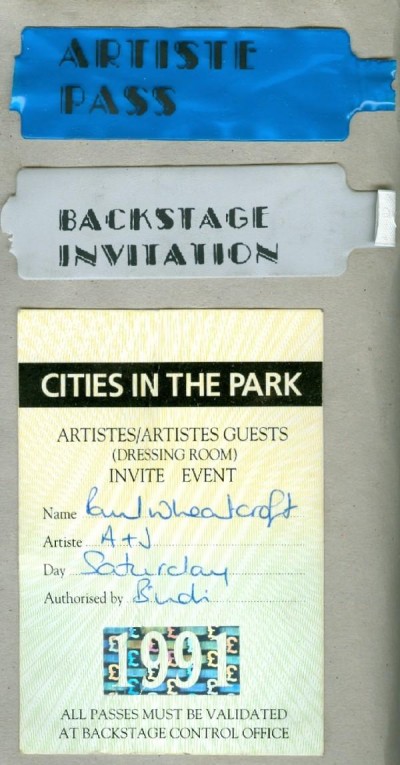 ARTISTE
PASS
BACKSTAGE
INVITATION
CITIES IN THE PARK
ARTISTES/ARTISTES GUESTS
(DRESSING ROOM)
INVITE EVENT
Name Paul Wheatcroft
Artiste A + J
Day Saturday
Authorised by Bindi
1991
ALL PASSES MUST BE VALIDATED
AT BACKSTAGE CONTROL OFFICE